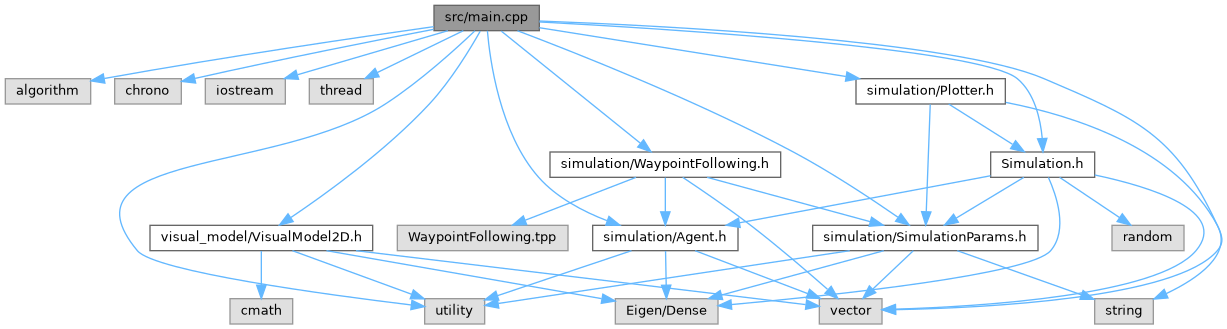 src/main.cpp
algorithm
chrono
iostream
thread
simulation/Plotter.h
simulation/WaypointFollowing.h
Simulation.h
visual_model/VisualModel2D.h
WaypointFollowing.tpp
simulation/Agent.h
simulation/SimulationParams.h
random
cmath
utility
Eigen/Dense
vector
string